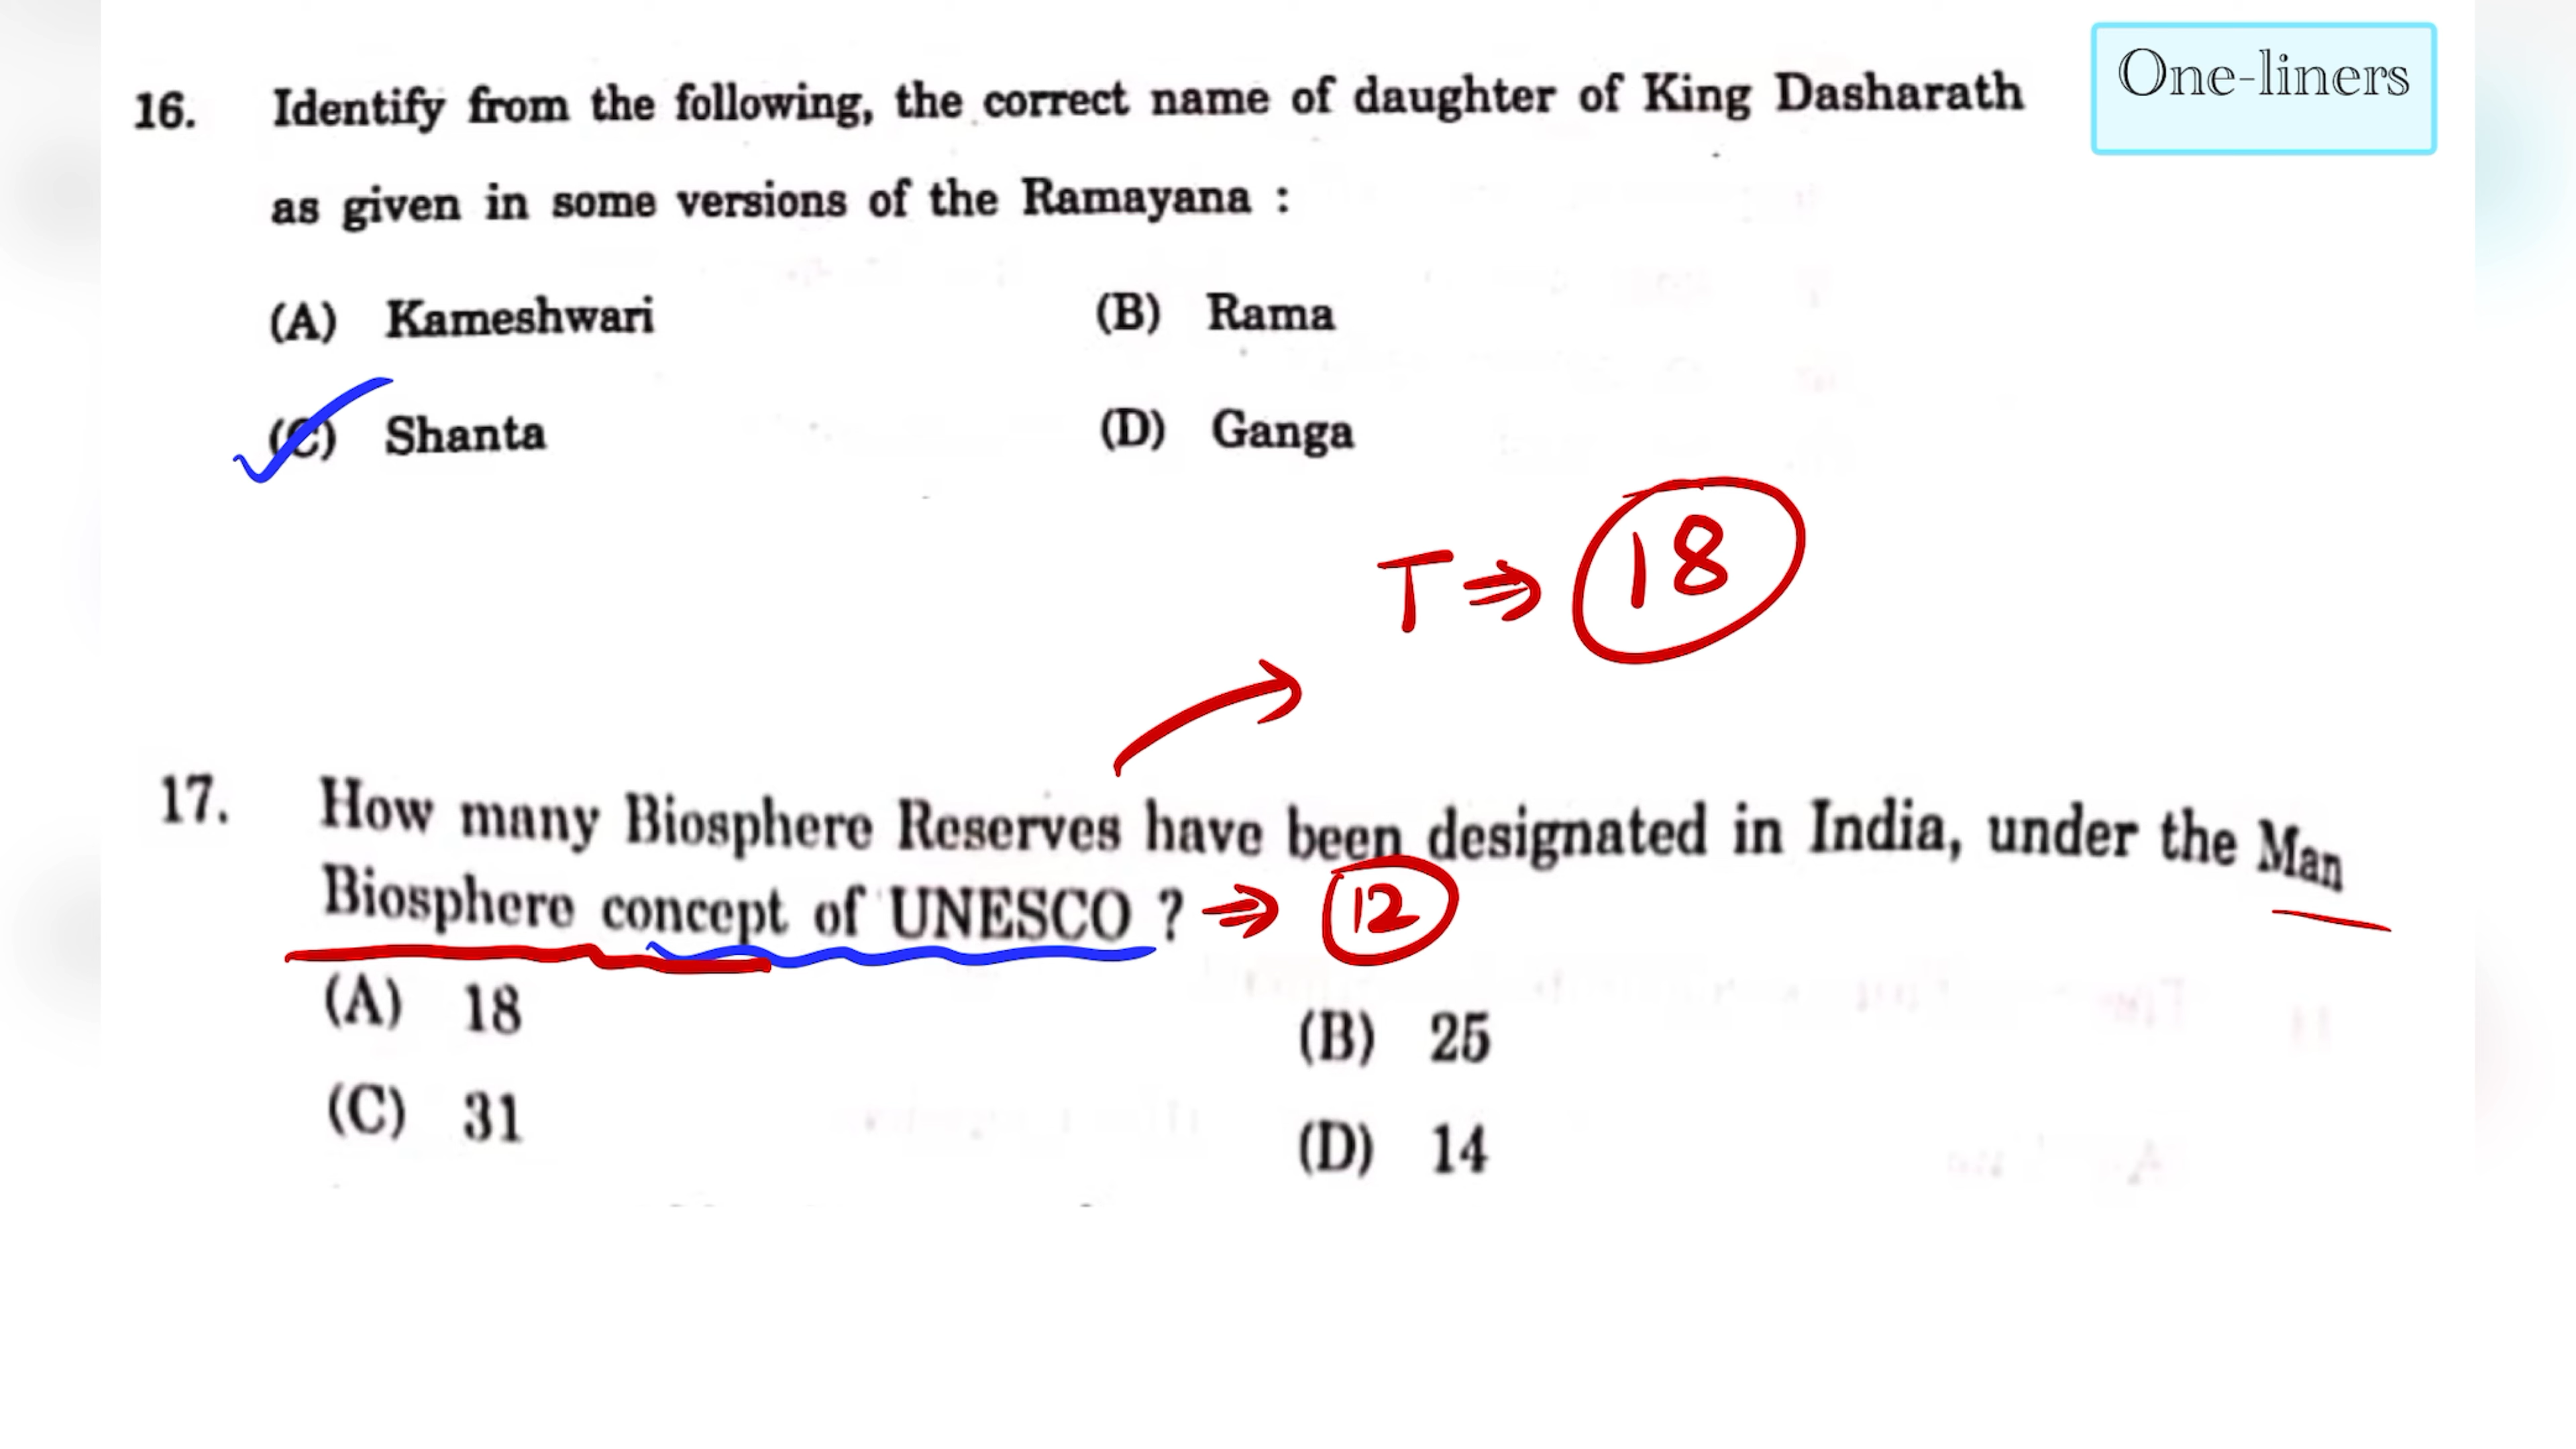 One-liners
16. Identify from the following, the correct name of daughter of King Dasharath
as given in some versions of the Ramayana :
(A) Kameshwari (B) Rama
(C) Shanta (D) Ganga
T ⇒ 18
17. How many Biosphere Reserves have been designated in India, under the Man
Biosphere concept of UNESCO ? ⇒ 12
(A) 18 (B) 25
(C) 31 (D) 14